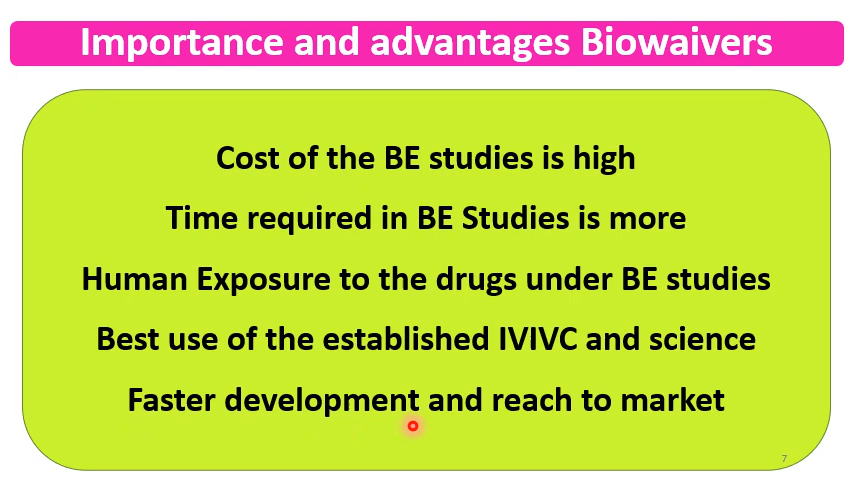 Importance and advantages Biowaivers
Cost of the BE studies is high
Time required in BE Studies is more
Human Exposure to the drugs under BE studies
Best use of the established IVIVC and science
Faster development and reach to market
7